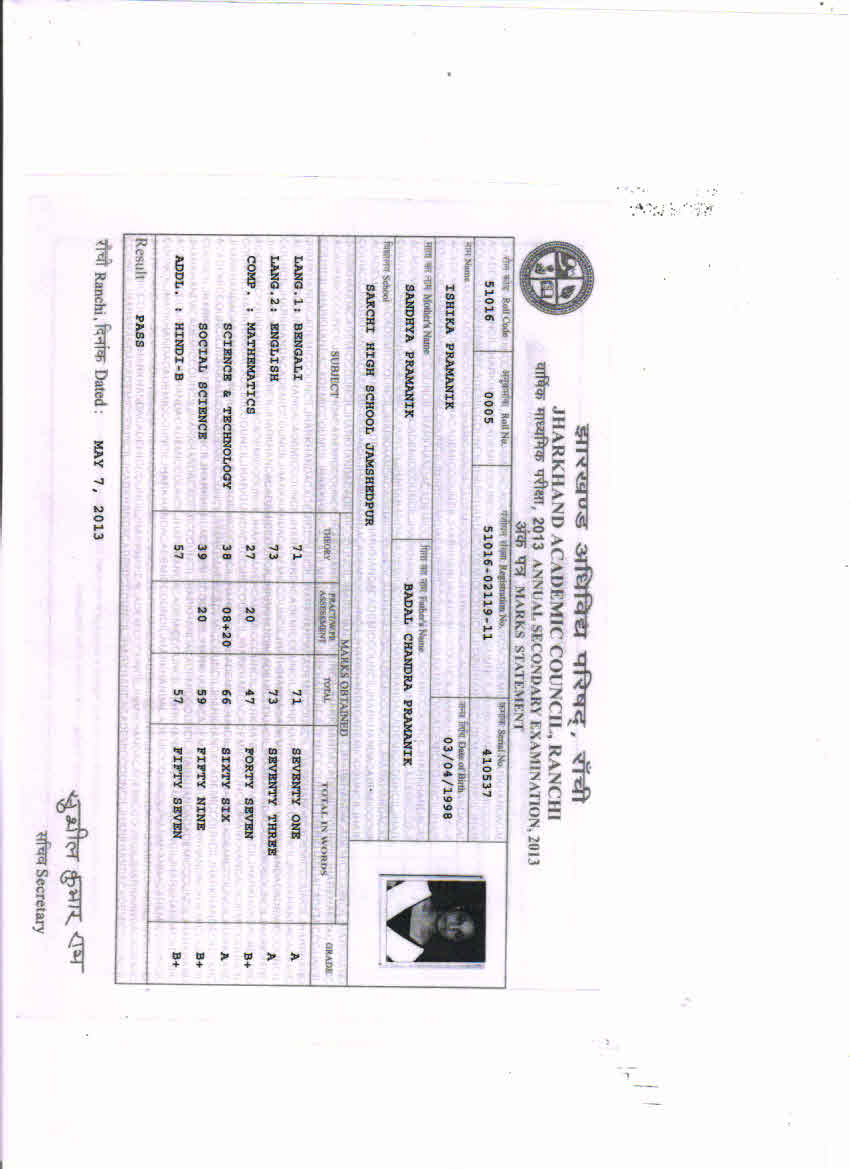 झारखण्ड अधिविद्य परिषद्, राँची
JHARKHAND ACADEMIC COUNCIL, RANCHI
वार्षिक माध्यमिक परीक्षा, 2013 ANNUAL SECONDARY EXAMINATION, 2013
अंक पत्र MARKS STATEMENT
रोल कोड Roll Code अनुक्रमांक Roll No. पंजीयन संख्या Registration No. क्रमांक Serial No.
51016 0005 51016-02119-11 410537
नाम Name जन्म तिथि Date of Birth
ISHIKA PRAMANIK 03/04/1998
माता का नाम Mother's Name पिता का नाम Father's Name
SANDHYA PRAMANIK BADAL CHANDRA PRAMANIK
विद्यालय School
SAKCHI HIGH SCHOOL JAMSHEDPUR
SUBJECT MARKS OBTAINED GRADE
THEORY PRACT/WPR ASSESSMENT TOTAL TOTAL IN WORDS
LANG.1: BENGALI 71 71 SEVENTY ONE A
LANG.2: ENGLISH 73 73 SEVENTY THREE A
COMP. : MATHEMATICS 27 20 47 FORTY SEVEN B+
SCIENCE & TECHNOLOGY 38 08+20 66 SIXTY SIX A
SOCIAL SCIENCE 39 20 59 FIFTY NINE B+
ADDL. : HINDI-B 57 57 FIFTY SEVEN B+
Result PASS
राँची Ranchi, दिनांक Dated : MAY 7, 2013
सचिव Secretary